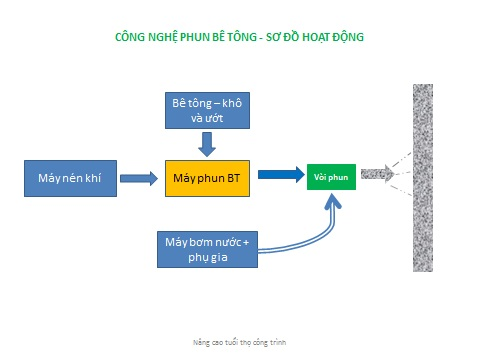 CÔNG NGHỆ PHUN BÊ TÔNG - SƠ ĐỒ HOẠT ĐỘNG
Bê tông – khô
và ướt
Máy nén khí
Máy phun BT
Vòi phun
Máy bơm nước +
phụ gia
Nâng cao tuổi thọ công trình